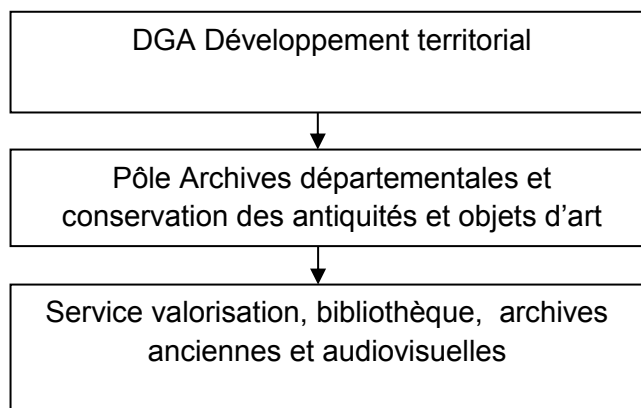 DGA Développement territorial
Pôle Archives départementales et
conservation des antiquités et objets d’art
Service valorisation, bibliothèque, archives
anciennes et audiovisuelles